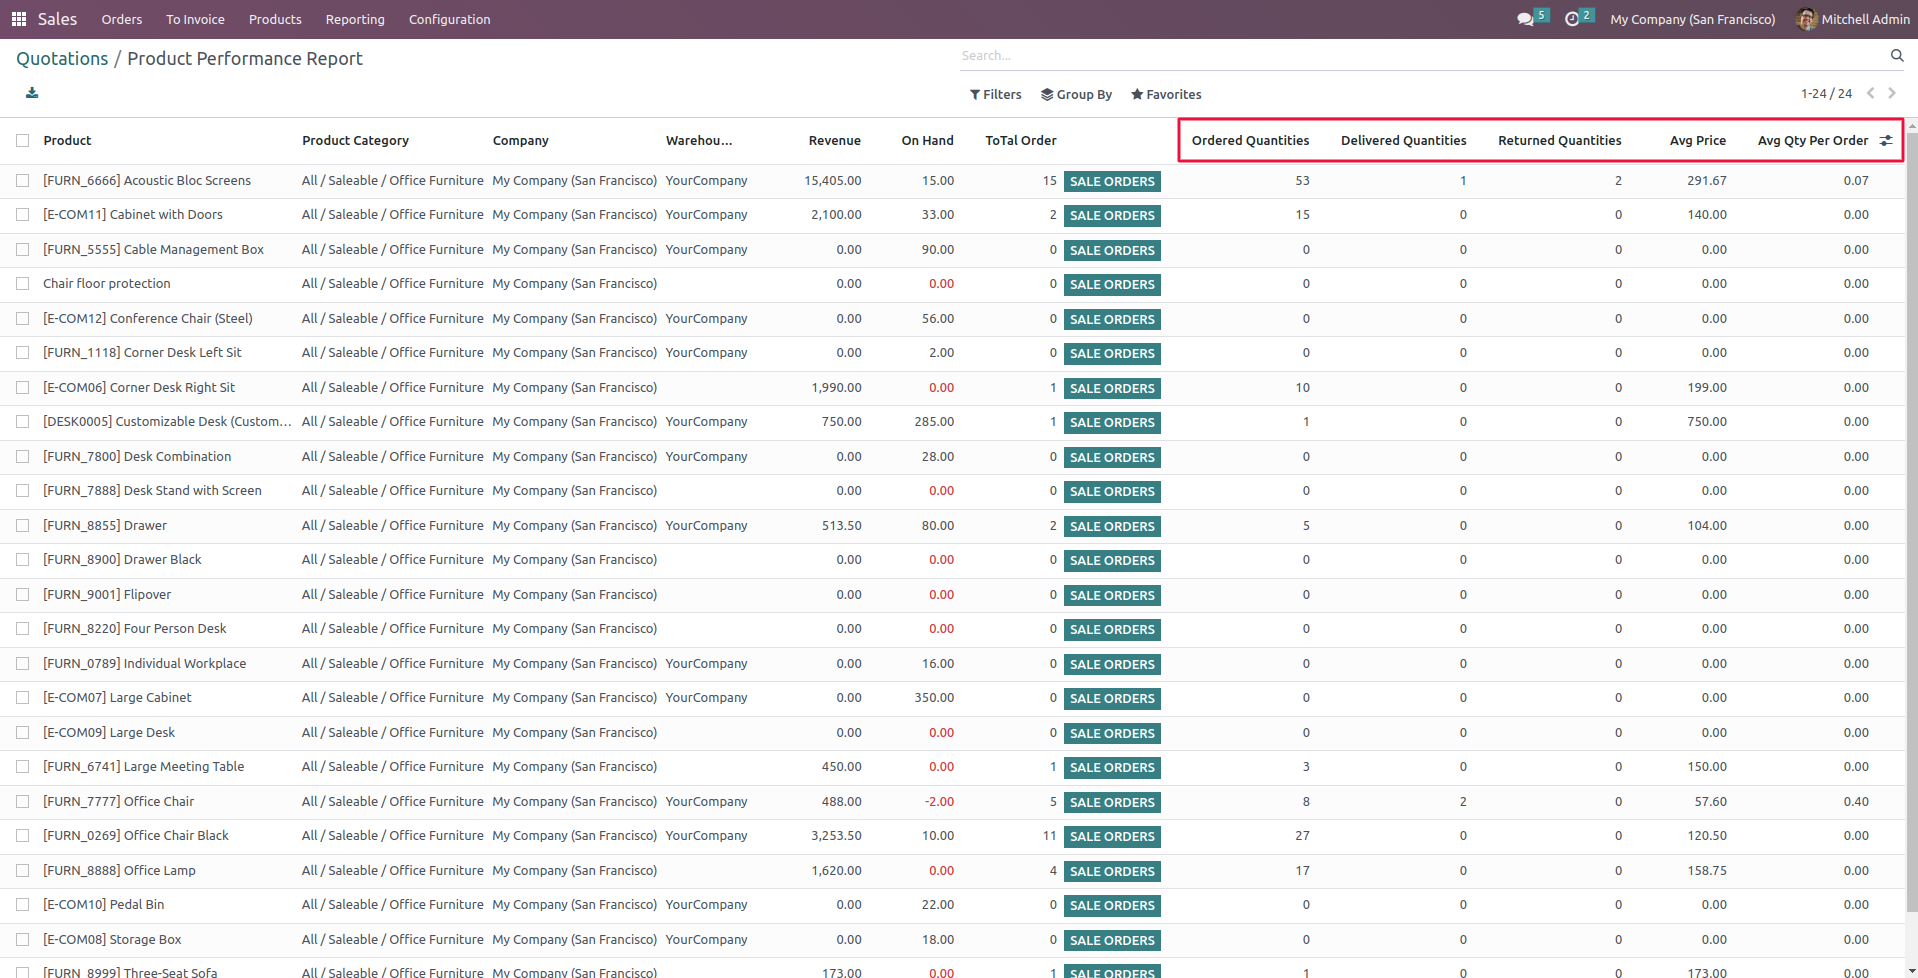 Sales Orders To Invoice Products Reporting Configuration 5 2 My Company (San Francisco) Mitchell Admin
Quotations / Product Performance Report Search...
Filters Group By Favorites 1-24 / 24
Product Product Category Company Warehou... Revenue On Hand ToTal Order Ordered Quantities Delivered Quantities Returned Quantities Avg Price Avg Qty Per Order
[FURN_6666] Acoustic Bloc Screens All / Saleable / Office Furniture My Company (San Francisco) YourCompany 15,405.00 15.00 15 SALE ORDERS 53 1 2 291.67 0.07
[E-COM11] Cabinet with Doors All / Saleable / Office Furniture My Company (San Francisco) YourCompany 2,100.00 33.00 2 SALE ORDERS 15 0 0 140.00 0.00
[FURN_5555] Cable Management Box All / Saleable / Office Furniture My Company (San Francisco) YourCompany 0.00 90.00 0 SALE ORDERS 0 0 0 0.00 0.00
Chair floor protection All / Saleable / Office Furniture My Company (San Francisco) 0.00 0.00 0 SALE ORDERS 0 0 0 0.00 0.00
[E-COM12] Conference Chair (Steel) All / Saleable / Office Furniture My Company (San Francisco) YourCompany 0.00 56.00 0 SALE ORDERS 0 0 0 0.00 0.00
[FURN_1118] Corner Desk Left Sit All / Saleable / Office Furniture My Company (San Francisco) YourCompany 0.00 2.00 0 SALE ORDERS 0 0 0 0.00 0.00
[E-COM06] Corner Desk Right Sit All / Saleable / Office Furniture My Company (San Francisco) 1,990.00 0.00 1 SALE ORDERS 10 0 0 199.00 0.00
[DESK0005] Customizable Desk (Custom... All / Saleable / Office Furniture My Company (San Francisco) YourCompany 750.00 285.00 1 SALE ORDERS 1 0 0 750.00 0.00
[FURN_7800] Desk Combination All / Saleable / Office Furniture My Company (San Francisco) YourCompany 0.00 28.00 0 SALE ORDERS 0 0 0 0.00 0.00
[FURN_7888] Desk Stand with Screen All / Saleable / Office Furniture My Company (San Francisco) 0.00 0.00 0 SALE ORDERS 0 0 0 0.00 0.00
[FURN_8855] Drawer All / Saleable / Office Furniture My Company (San Francisco) YourCompany 513.50 80.00 2 SALE ORDERS 5 0 0 104.00 0.00
[FURN_8900] Drawer Black All / Saleable / Office Furniture My Company (San Francisco) 0.00 0.00 0 SALE ORDERS 0 0 0 0.00 0.00
[FURN_9001] Flipover All / Saleable / Office Furniture My Company (San Francisco) 0.00 0.00 0 SALE ORDERS 0 0 0 0.00 0.00
[FURN_8220] Four Person Desk All / Saleable / Office Furniture My Company (San Francisco) 0.00 0.00 0 SALE ORDERS 0 0 0 0.00 0.00
[FURN_0789] Individual Workplace All / Saleable / Office Furniture My Company (San Francisco) YourCompany 0.00 16.00 0 SALE ORDERS 0 0 0 0.00 0.00
[E-COM07] Large Cabinet All / Saleable / Office Furniture My Company (San Francisco) YourCompany 0.00 350.00 0 SALE ORDERS 0 0 0 0.00 0.00
[E-COM09] Large Desk All / Saleable / Office Furniture My Company (San Francisco) 0.00 0.00 0 SALE ORDERS 0 0 0 0.00 0.00
[FURN_6741] Large Meeting Table All / Saleable / Office Furniture My Company (San Francisco) 450.00 0.00 1 SALE ORDERS 3 0 0 150.00 0.00
[FURN_7777] Office Chair All / Saleable / Office Furniture My Company (San Francisco) YourCompany 488.00 -2.00 5 SALE ORDERS 8 2 0 57.60 0.40
[FURN_0269] Office Chair Black All / Saleable / Office Furniture My Company (San Francisco) YourCompany 3,253.50 10.00 11 SALE ORDERS 27 0 0 120.50 0.00
[FURN_8888] Office Lamp All / Saleable / Office Furniture My Company (San Francisco) 1,620.00 0.00 4 SALE ORDERS 17 0 0 158.75 0.00
[E-COM10] Pedal Bin All / Saleable / Office Furniture My Company (San Francisco) YourCompany 0.00 22.00 0 SALE ORDERS 0 0 0 0.00 0.00
[E-COM08] Storage Box All / Saleable / Office Furniture My Company (San Francisco) YourCompany 0.00 18.00 0 SALE ORDERS 0 0 0 0.00 0.00
[FURN_8999] Three-Seat Sofa All / Saleable / Office Furniture My Company (San Francisco) 173.00 0.00 1 SALE ORDERS 1 0 0 173.00 0.00